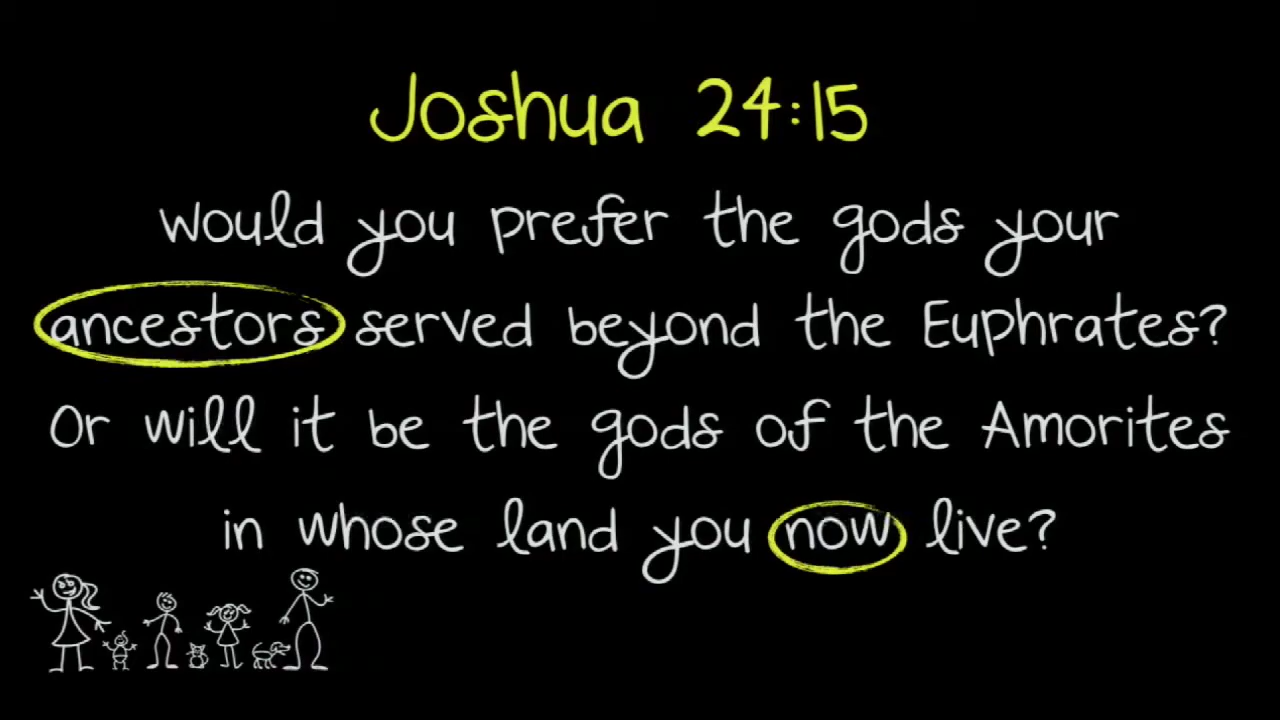 Joshua 24:15
Would you prefer the gods your
ancestors served beyond the Euphrates?
Or will it be the gods of the Amorites
in whose land you now live?